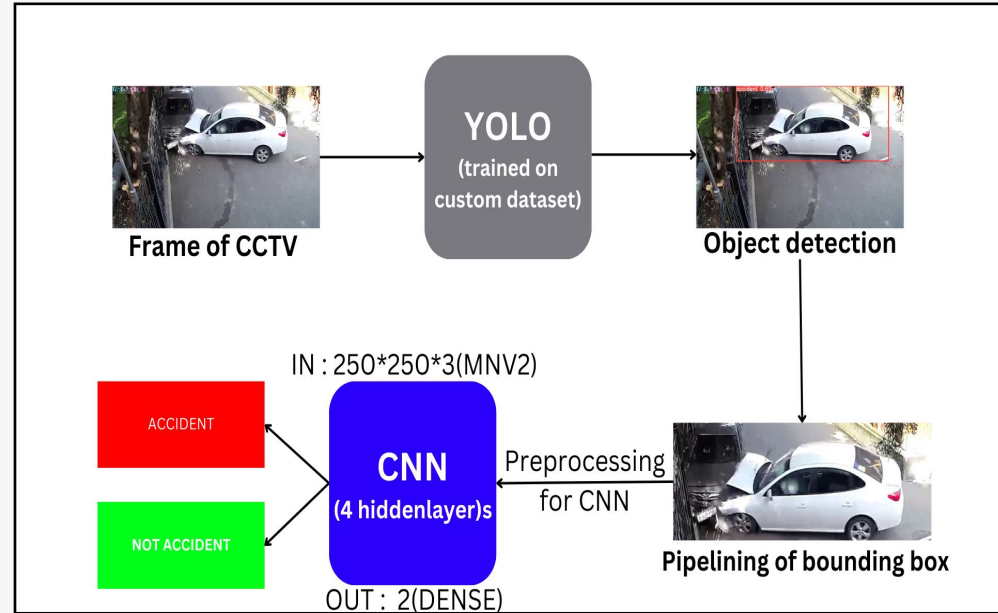 YOLO
(trained on
custom dataset)
Frame of CCTV
Object detection
IN : 250*250*3(MNV2)
ACCIDENT
NOT ACCIDENT
CNN
(4 hiddenlayer)s
OUT : 2(DENSE)
Preprocessing
for CNN
Pipelining of bounding box